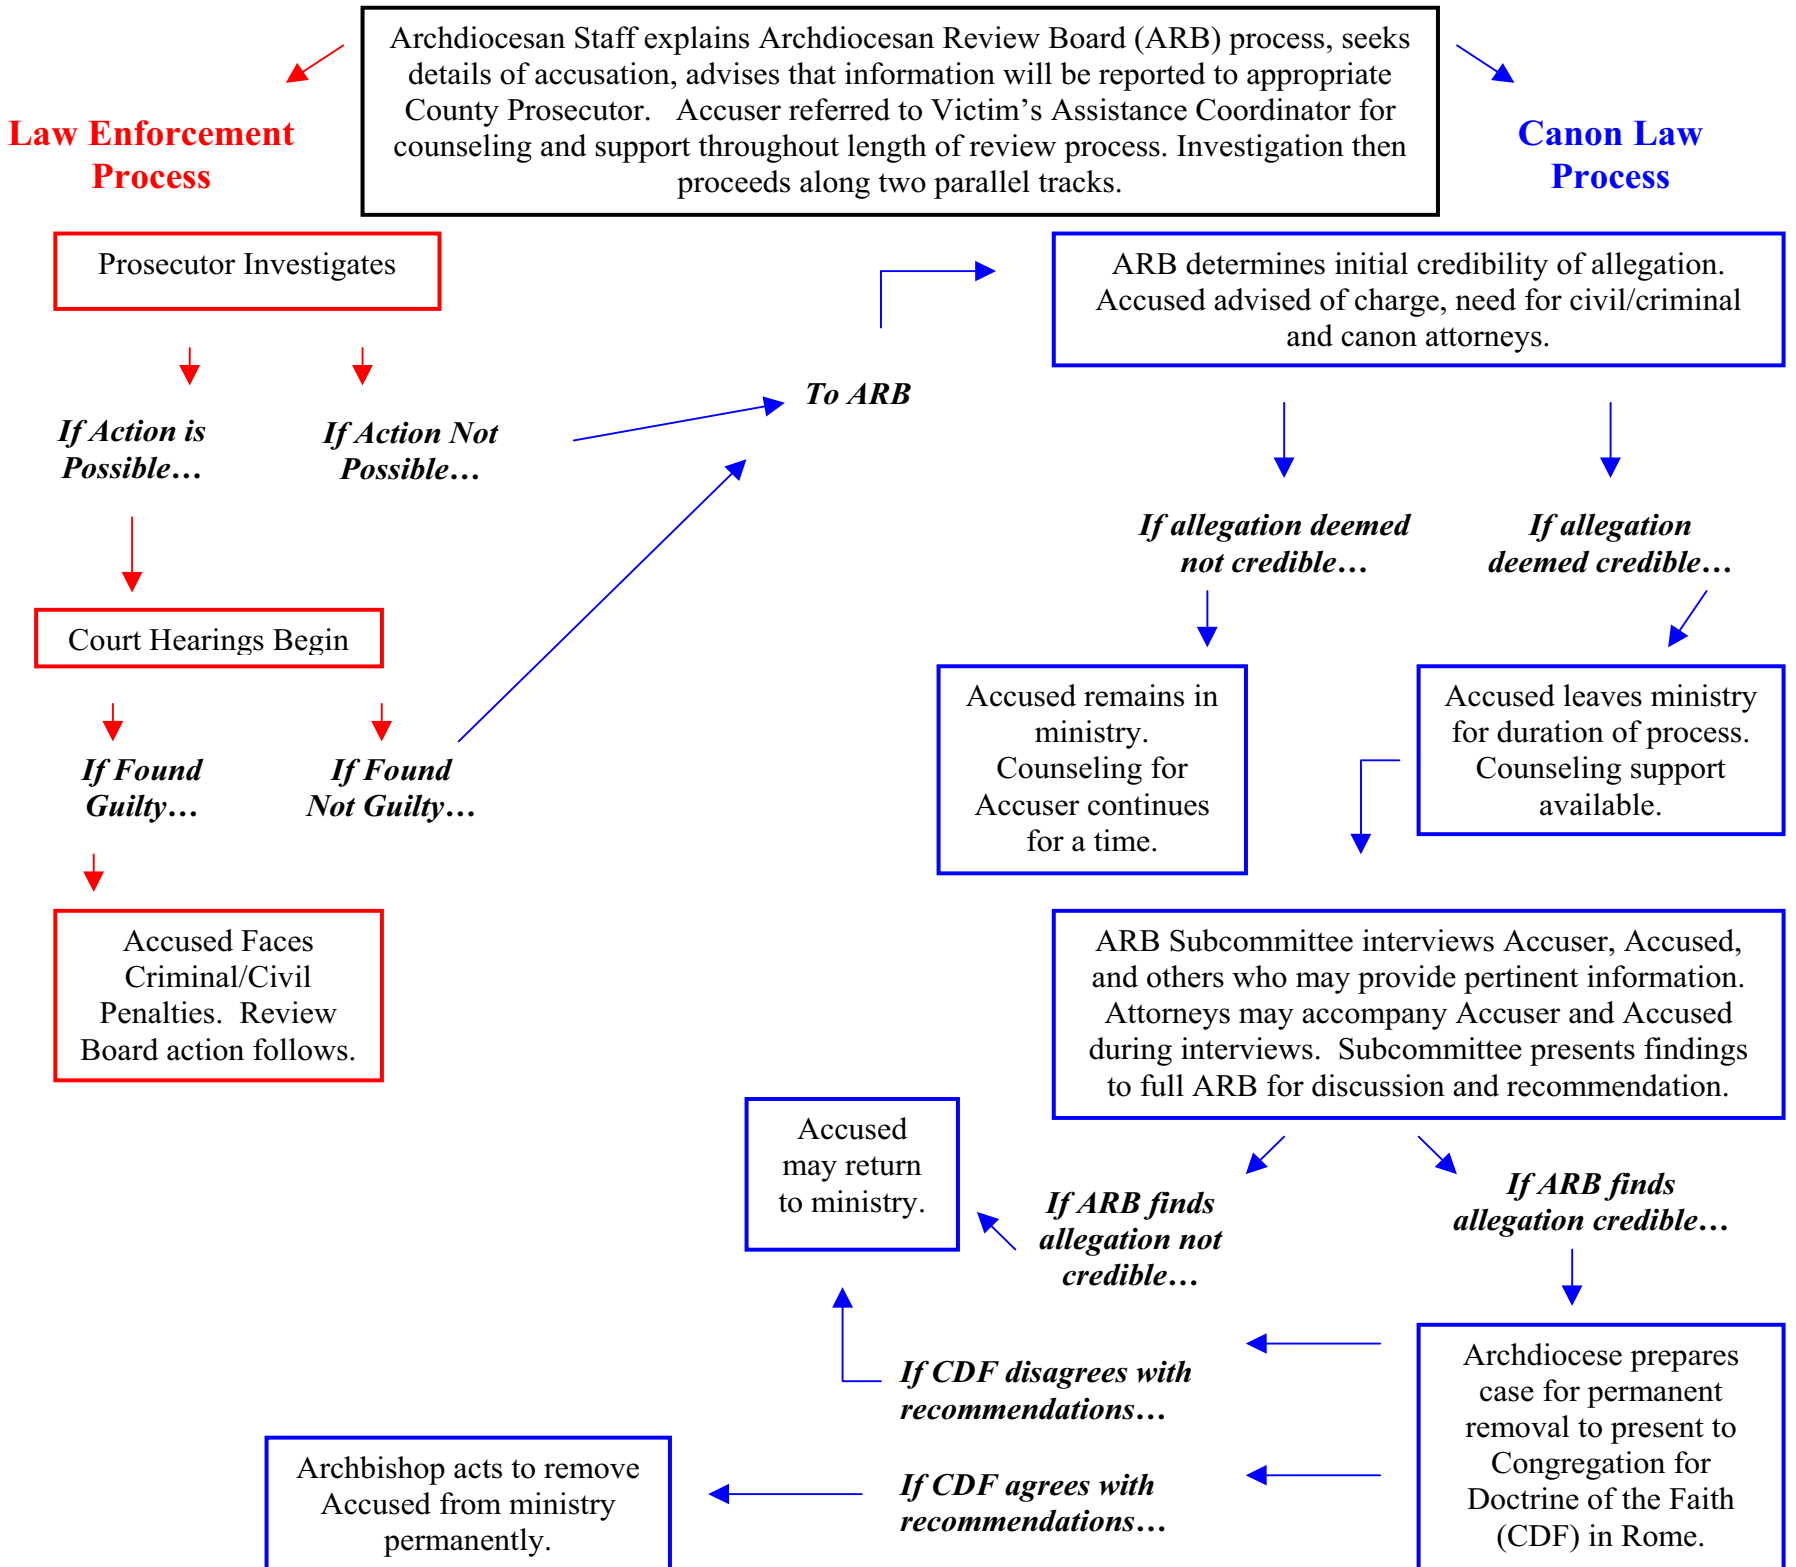 Archdiocesan Staff explains Archdiocesan Review Board (ARB) process, seeks
details of accusation, advises that information will be reported to appropriate
County Prosecutor.   Accuser referred to Victim’s Assistance Coordinator for
counseling and support throughout length of review process. Investigation then
proceeds along two parallel tracks.
Law Enforcement
Process
Canon Law
Process
Prosecutor Investigates
If Action is
Possible…
If Action Not
Possible…
To ARB
Court Hearings Begin
If Found
Guilty…
If Found
Not Guilty…
Accused Faces
Criminal/Civil
Penalties.  Review
Board action follows.
ARB determines initial credibility of allegation.
Accused advised of charge, need for civil/criminal
and canon attorneys.
If allegation deemed
not credible…
If allegation
deemed credible…
Accused remains in
ministry.
Counseling for
Accuser continues
for a time.
Accused leaves ministry
for duration of process.
Counseling support
available.
ARB Subcommittee interviews Accuser, Accused,
and others who may provide pertinent information.
Attorneys may accompany Accuser and Accused
during interviews.  Subcommittee presents findings
to full ARB for discussion and recommendation.
Accused
may return
to ministry.
If ARB finds
allegation not
credible…
If ARB finds
allegation credible…
Archdiocese prepares
case for permanent
removal to present to
Congregation for
Doctrine of the Faith
(CDF) in Rome.
If CDF disagrees with
recommendations…
If CDF agrees with
recommendations…
Archbishop acts to remove
Accused from ministry
permanently.